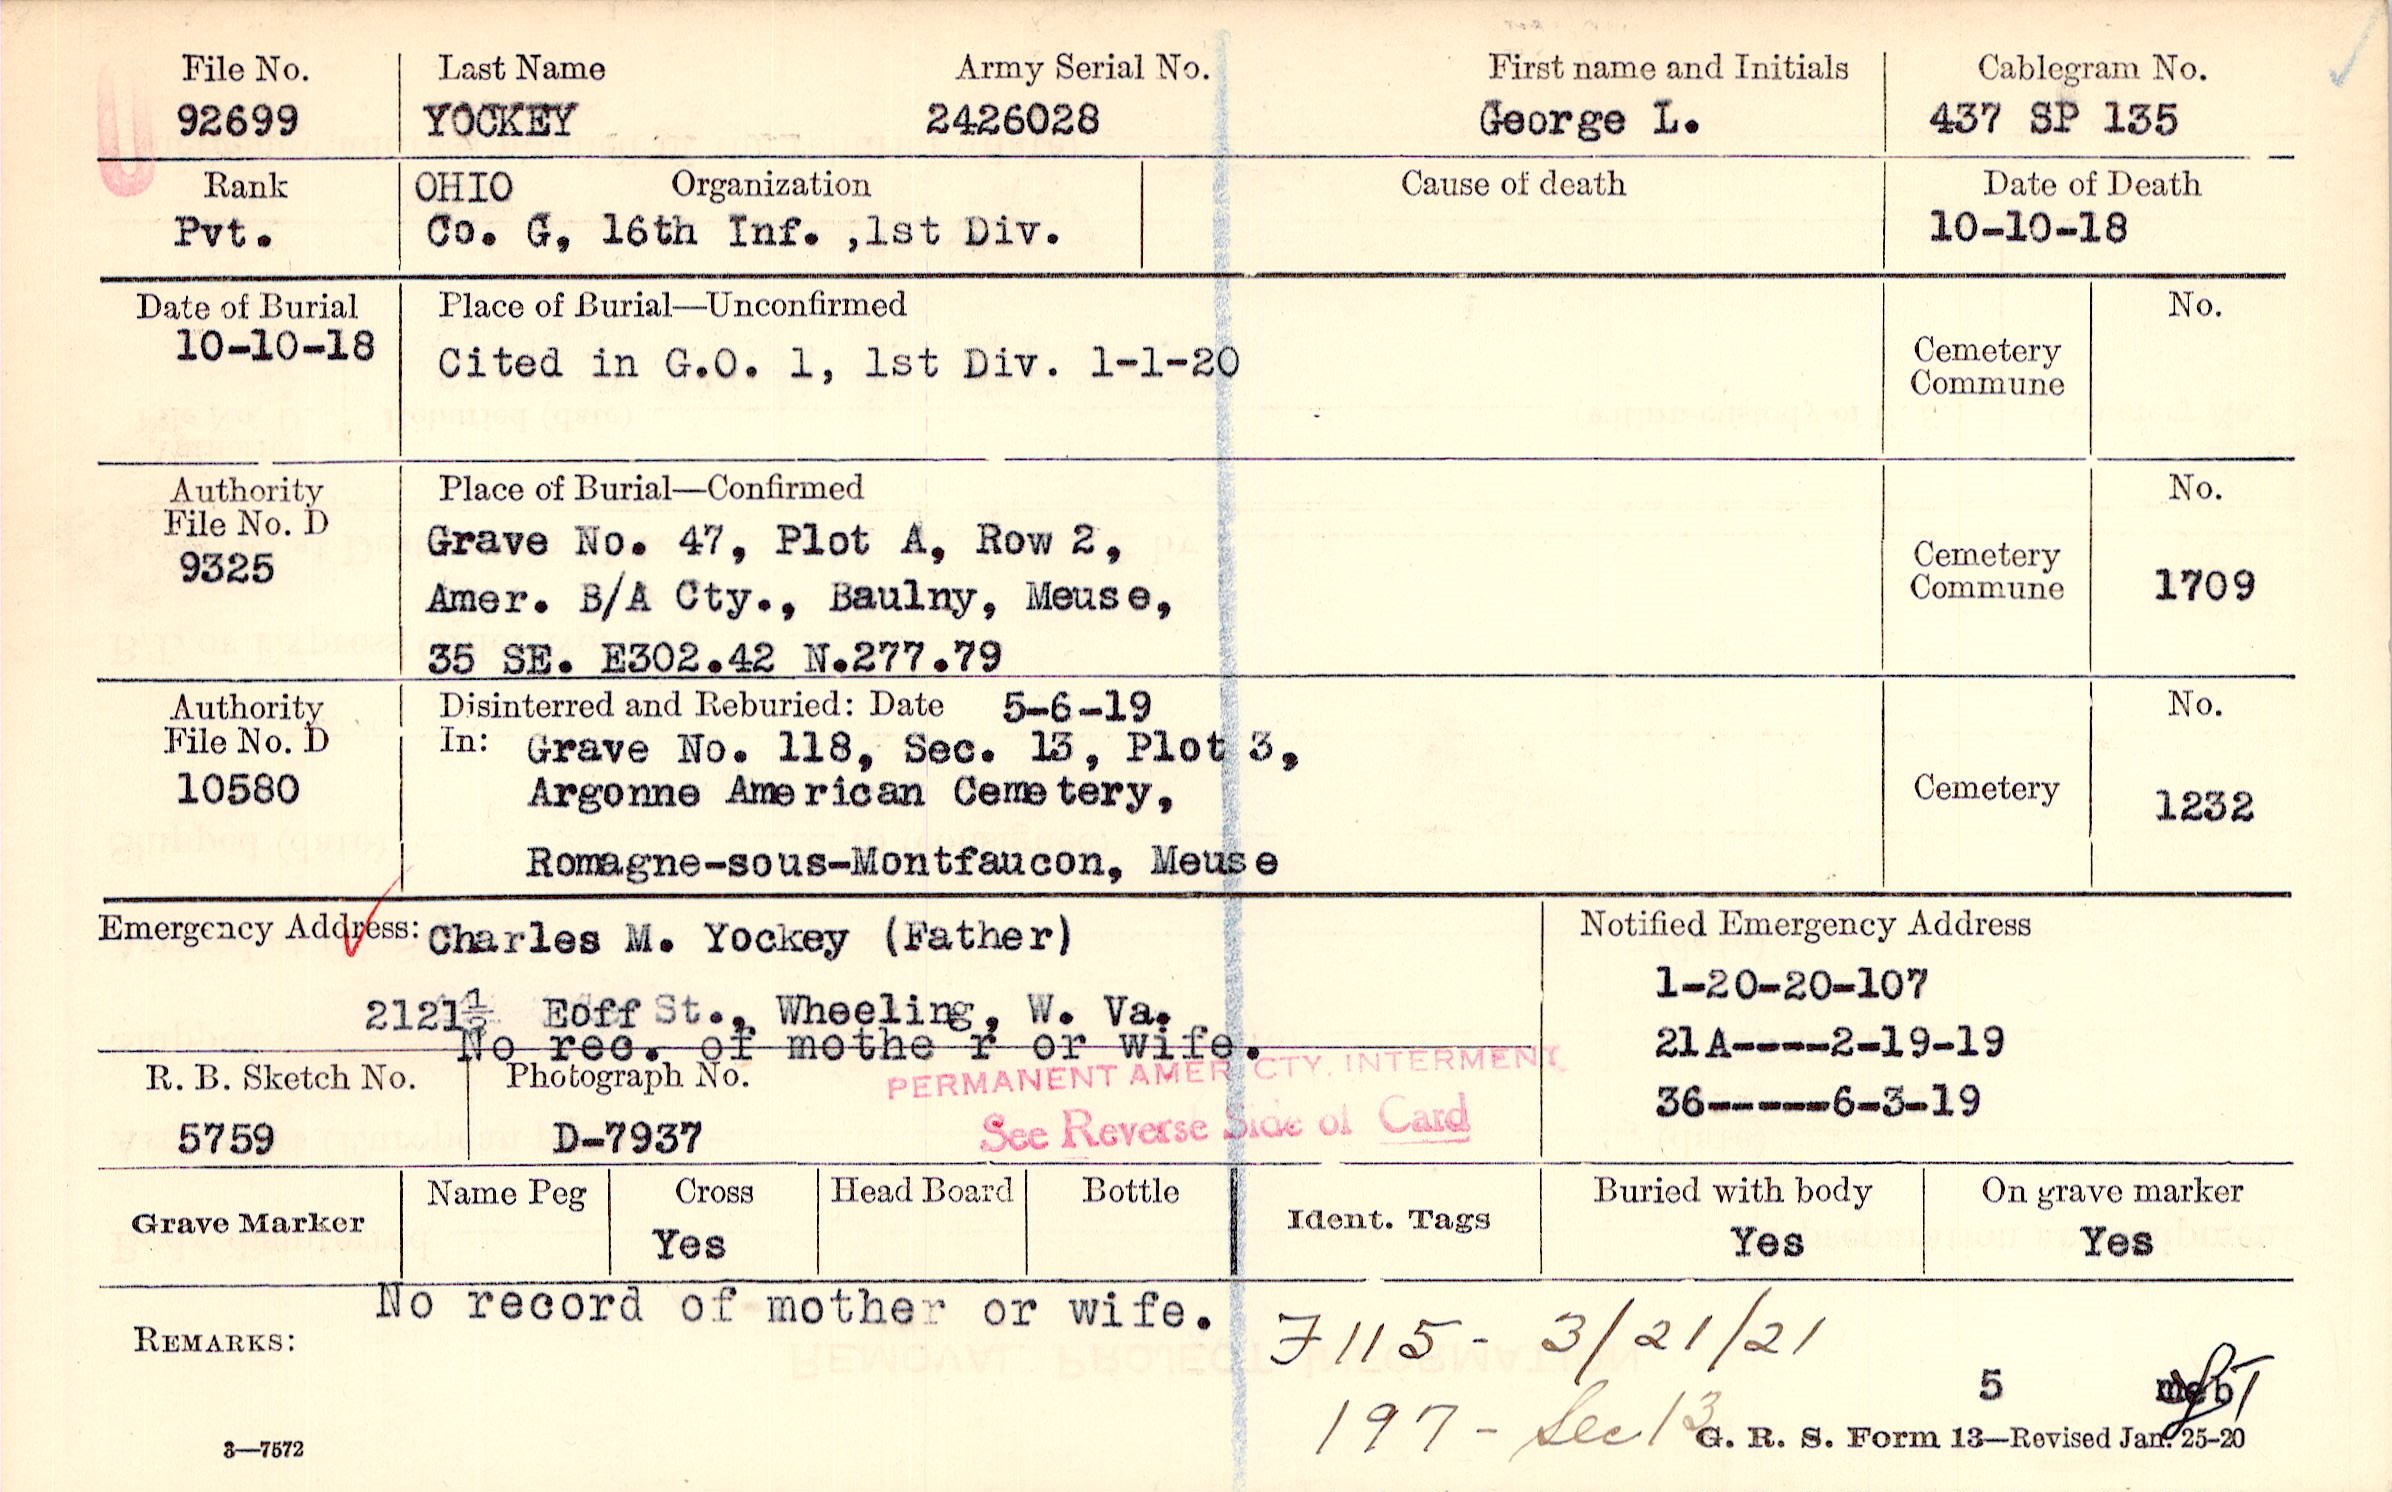 File No. Last Name Army Serial No. First name and Initials Cablegram No.
92699 YOCKEY 2426028 George L. 437 SP 135
Rank OHIO Organization Cause of death Date of Death
Pvt. Co. G, 16th Inf. ,1st Div. 10-10-18
Date of Burial Place of Burial—Unconfirmed No.
10-10-18 Cited in G.O. 1, 1st Div. 1-1-20 Cemetery
Commune
Authority Place of Burial—Confirmed No.
File No. D Grave No. 47, Plot A, Row 2,
9325 Amer. B/A Cty., Baulny, Meuse, Cemetery
Commune 1709
35 SE. E302.42 N.277.79
Authority Disinterred and Reburied: Date 5-6-19 No.
File No. D In: Grave No. 118, Sec. 13, Plot 3,
10580 Argonne American Cemetery, Cemetery 1232
Romagne-sous-Montfaucon, Meuse
Emergency Address: Charles M. Yockey (Father) Notified Emergency Address
1-20-20-107
2121½ Eoff St., Wheeling, W. Va.
No rec. of mothe r or wife. 21A----2-19-19
R. B. Sketch No. Photograph No. PERMANENT AMER CTY. INTERMENT
36-----6-3-19
5759 D-7937 See Reverse Side of Card
Grave Marker Name Peg Cross Head Board Bottle Ident. Tags Buried with body On grave marker
Yes Yes Yes
No record of mother or wife.
REMARKS: F115 - 3/21/21
5
197 - Sec 13
3—7572 G. R. S. Form 13—Revised Jan. 25-20